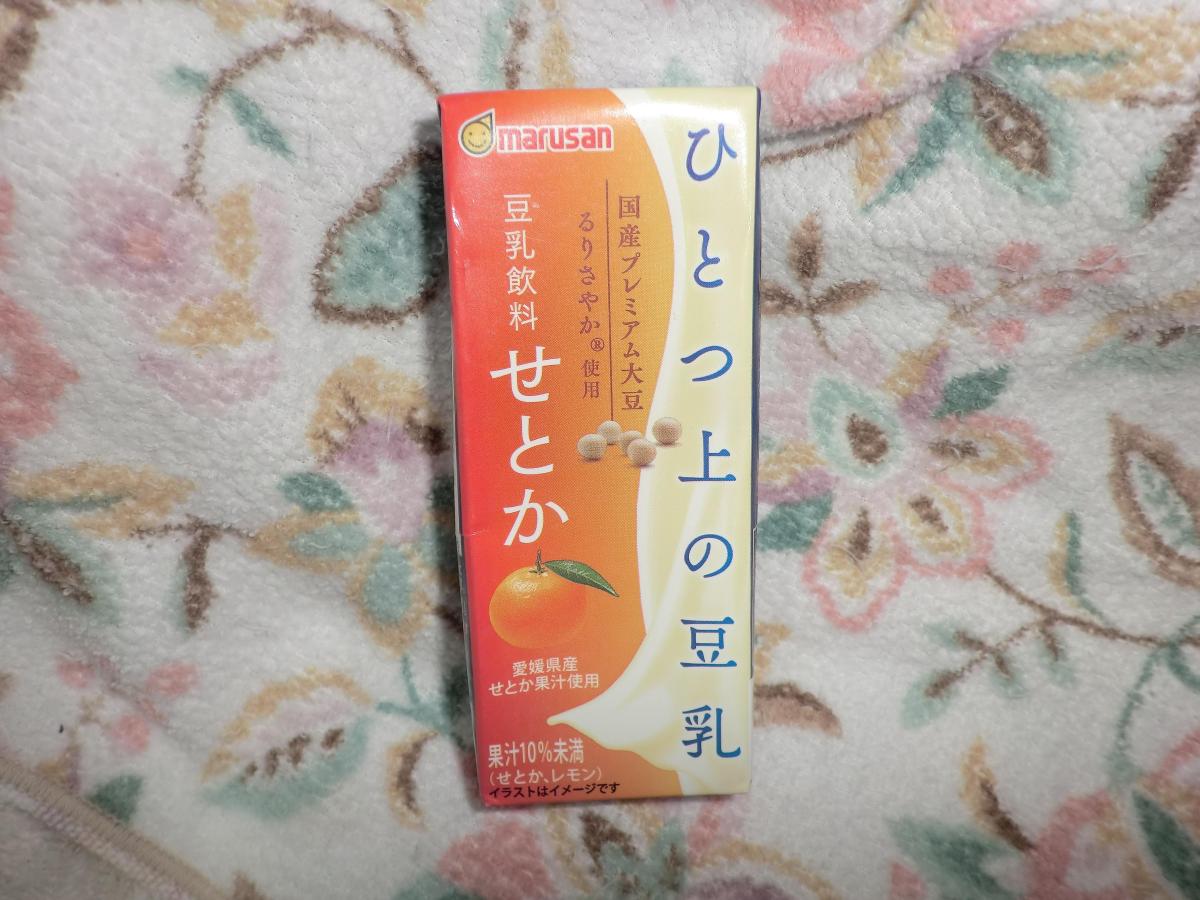 marusan
ひとつ上の豆乳
国産プレミアム大豆
るりさやか®使用
豆乳飲料
せとか
愛媛県産
せとか果汁使用
果汁10%未満
(せとか、レモン)
イラストはイメージです